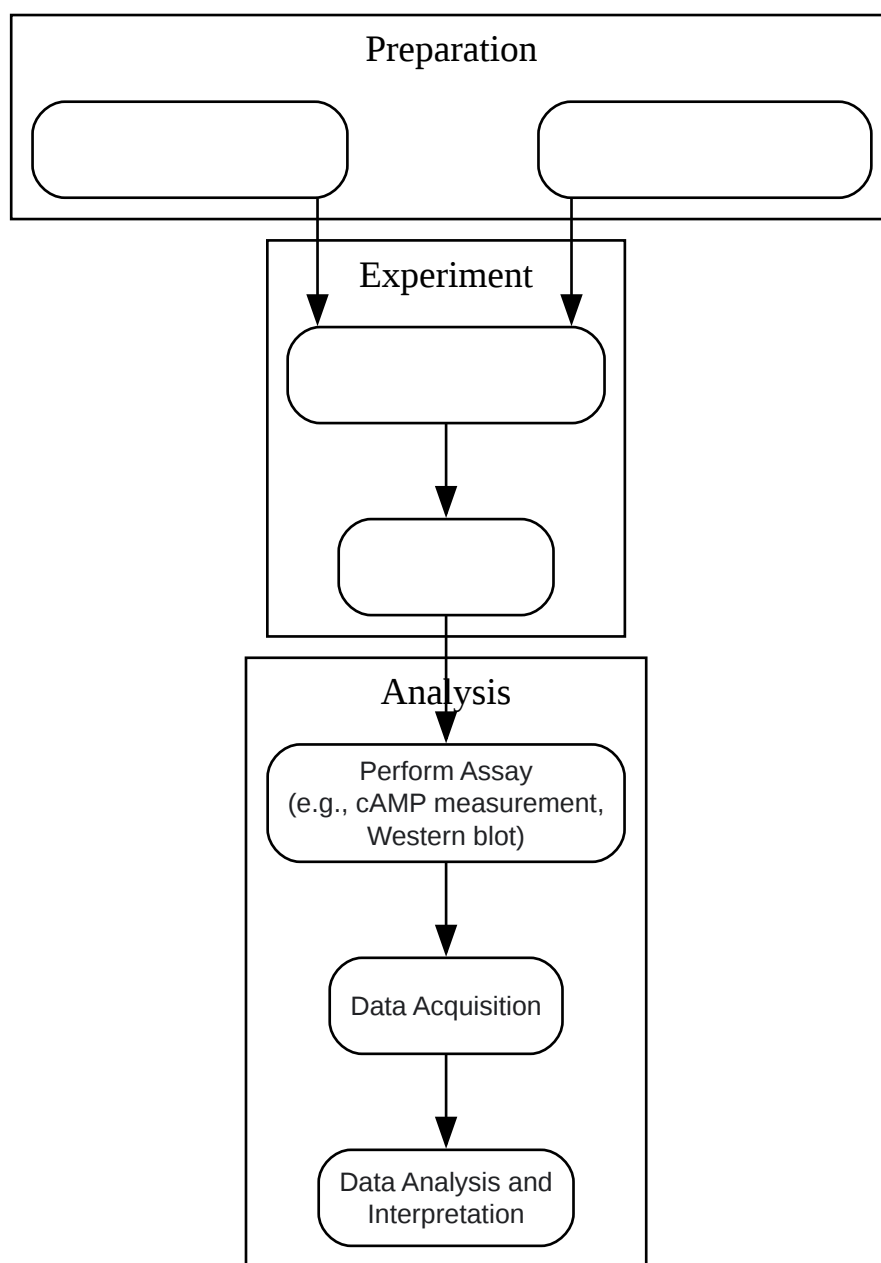 Preparation
Experiment
Analysis
Perform Assay
(e.g., cAMP measurement,
Western blot)
Data Acquisition
Data Analysis and
Interpretation